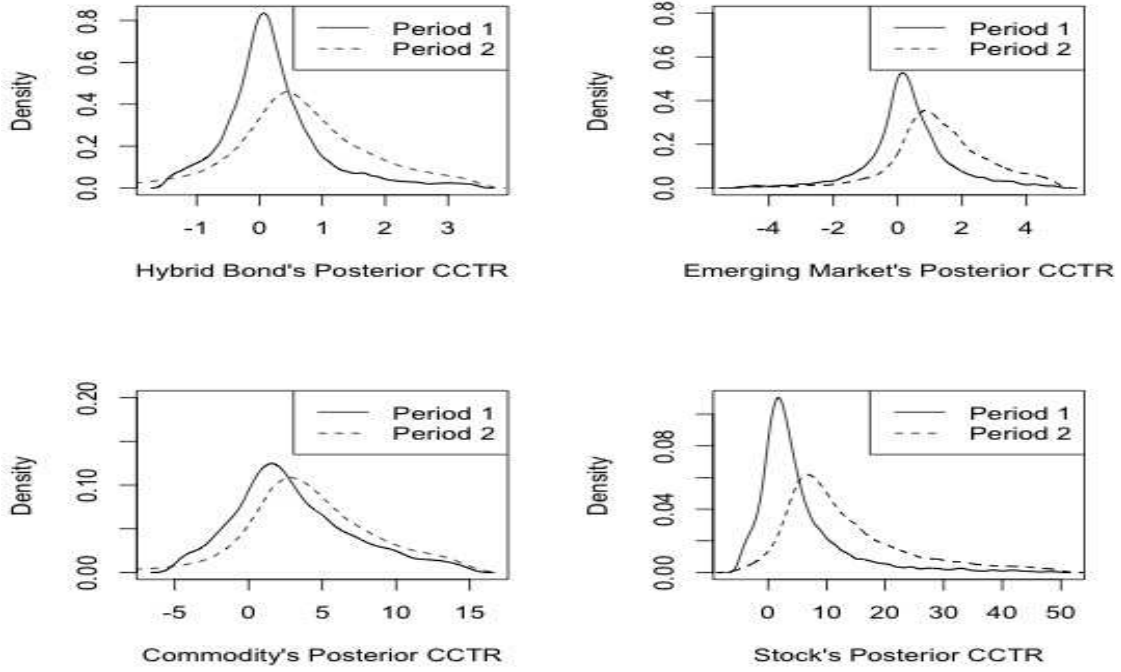 Density
0.0 0.2 0.4 0.6 0.8
Period 1
Period 2
-1 0 1 2 3
Hybrid Bond's Posterior CCTR
Density
0.0 0.2 0.4 0.6 0.8
Period 1
Period 2
-4 -2 0 2 4
Emerging Market's Posterior CCTR
Density
0.00 0.10 0.20
Period 1
Period 2
-5 0 5 10 15
Commodity's Posterior CCTR
Density
0.00 0.04 0.08
Period 1
Period 2
0 10 20 30 40 50
Stock's Posterior CCTR